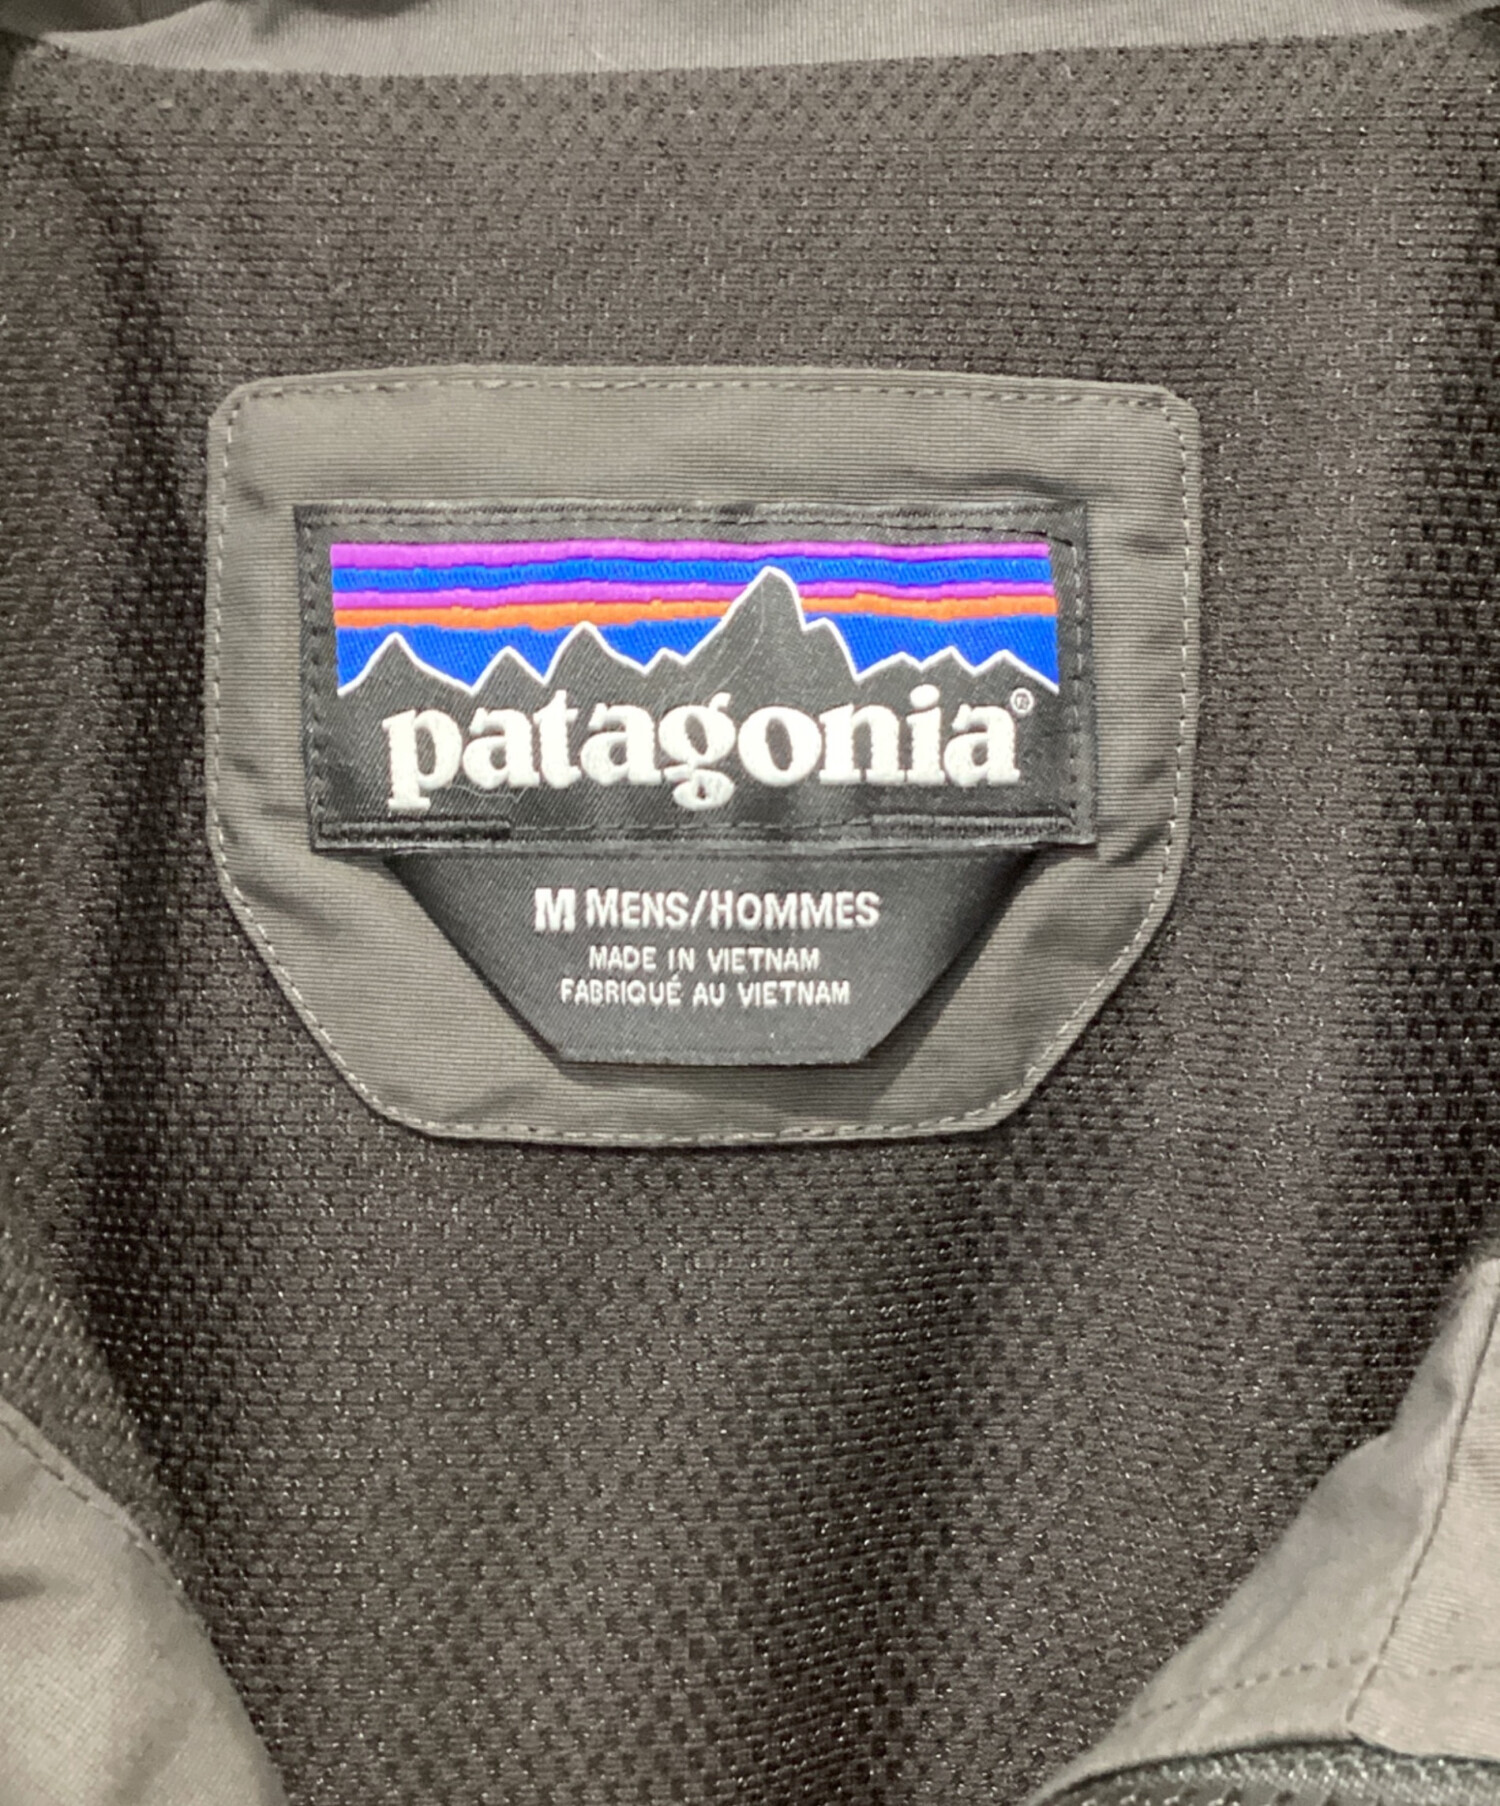 patagonia®
M MENS/HOMMES
MADE IN VIETNAM
FABRIQUÉ AU VIETNAM